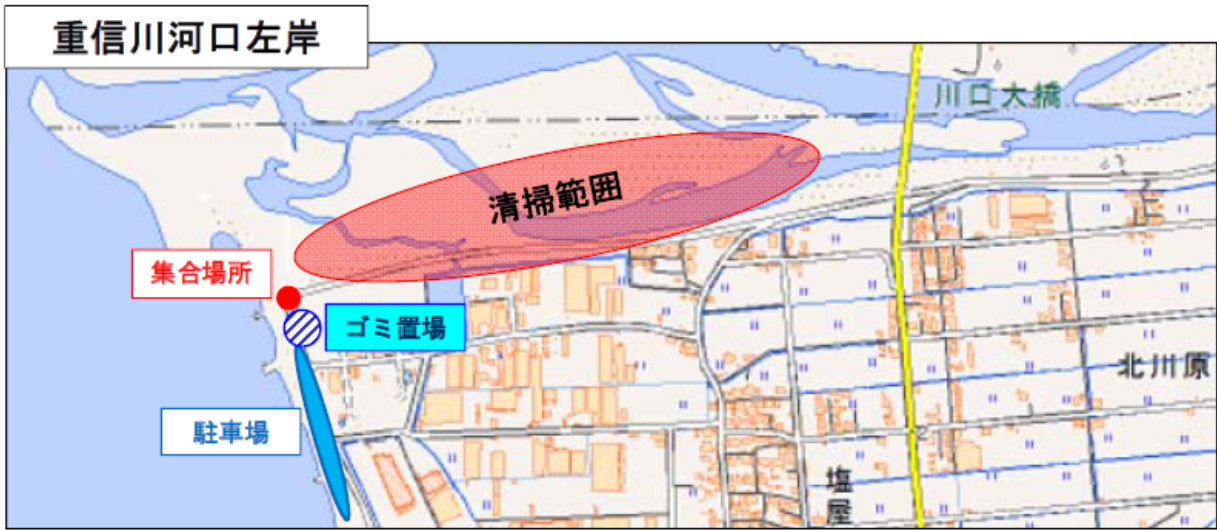 重信川河口左岸
川口大橋
清掃範囲
集合場所
ゴミ置場
北川原
駐車場
塩
屋